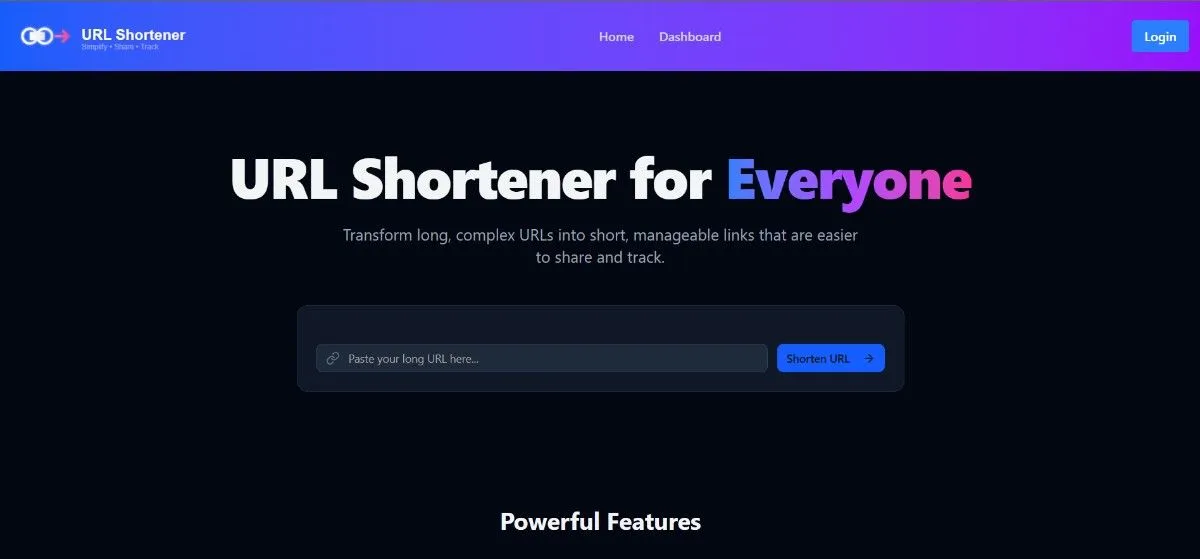 URL Shortener
Simplify • Share • Track
Home
Dashboard
Login
URL Shortener for Everyone
Transform long, complex URLs into short, manageable links that are easier
to share and track.
Paste your long URL here...
Shorten URL
Powerful Features